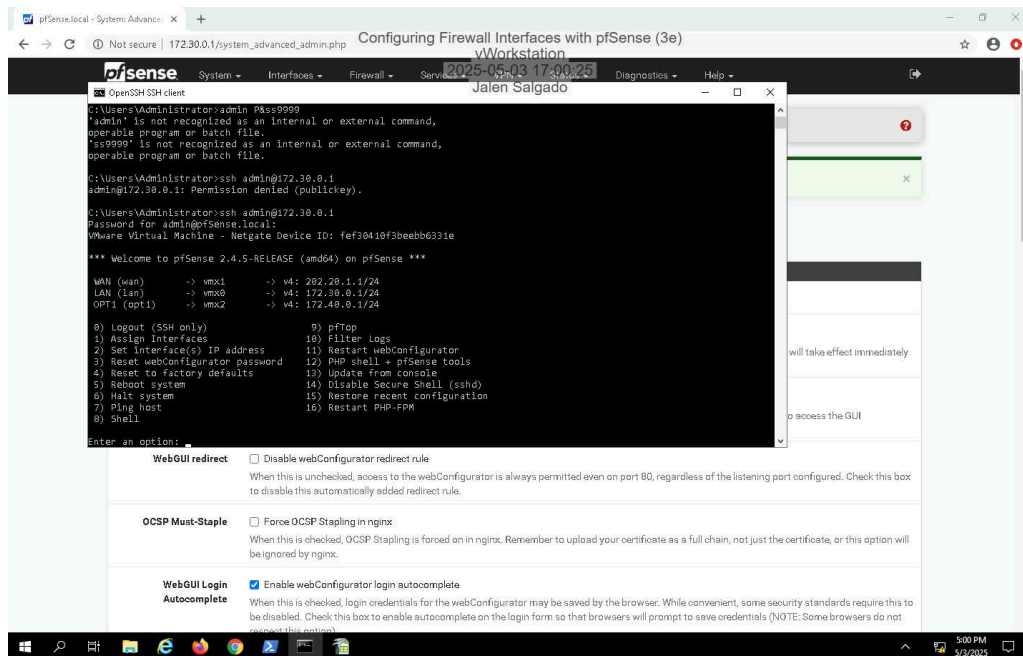 pfSense.local - System: Advance
Not secure | 172.30.0.1/system_advanced_admin.php
Configuring Firewall Interfaces with pfSense (3e)
vWorkstation
2025-05-03 17:00:25
Jalen Salgado
pfsense System Interfaces Firewall Services VPN Status Diagnostics Help
OpenSSH SSH client
C:\Users\Administrator>admin P&ss9999
'admin' is not recognized as an internal or external command,
operable program or batch file.
'ss9999' is not recognized as an internal or external command,
operable program or batch file.
C:\Users\Administrator>ssh admin@172.30.0.1
admin@172.30.0.1: Permission denied (publickey).
C:\Users\Administrator>ssh admin@172.30.0.1
Password for admin@pfSense.local:
VMware Virtual Machine - Netgate Device ID: fef30410f3beebb6331e
*** Welcome to pfSense 2.4.5-RELEASE (amd64) on pfSense ***
WAN (wan) -> vmx1 -> v4: 202.20.1.1/24
LAN (lan) -> vmx0 -> v4: 172.30.0.1/24
OPT1 (opt1) -> vmx2 -> v4: 172.40.0.1/24
0) Logout (SSH only) 9) pfTop
1) Assign Interfaces 10) Filter Logs
2) Set interface(s) IP address 11) Restart webConfigurator
3) Reset webConfigurator password 12) PHP shell + pfSense tools
4) Reset to factory defaults 13) Update from console
5) Reboot system 14) Disable Secure Shell (sshd)
6) Halt system 15) Restore recent configuration
7) Ping host 16) Restart PHP-FPM
8) Shell
Enter an option:
will take effect immediately
o access the GUI
WebGUI redirect Disable webConfigurator redirect rule
When this is unchecked, access to the webConfigurator is always permitted even on port 80, regardless of the listening port configured. Check this box
to disable this automatically added redirect rule.
OCSP Must-Staple Force OCSP Stapling in nginx
When this is checked, OCSP Stapling is forced on in nginx. Remember to upload your certificate as a full chain, not just the certificate, or this option will
be ignored by nginx.
WebGUI Login Enable webConfigurator login autocomplete
Autocomplete When this is checked, login credentials for the webConfigurator may be saved by the browser. While convenient, some security standards require this to
be disabled. Check this box to enable autocomplete on the login form so that browsers will prompt to save credentials (NOTE: Some browsers do not
respect this option).
5:00 PM
5/3/2025